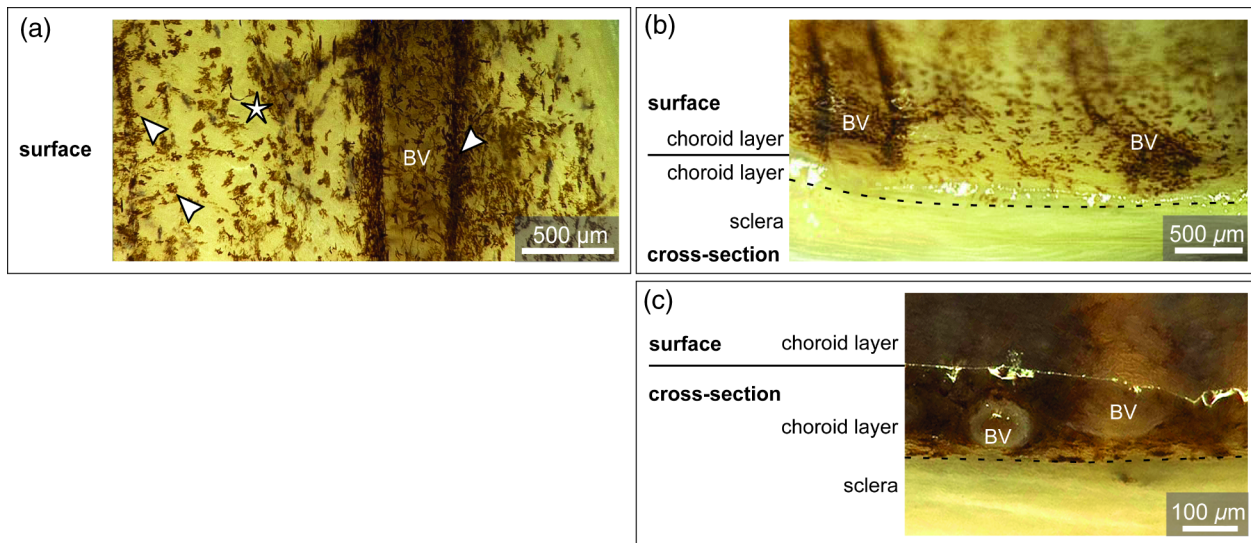 (a)
surface
BV
500 µm
(b)
surface
choroid layer
choroid layer
sclera
cross-section
BV
BV
500 µm
(c)
surface
choroid layer
cross-section
choroid layer
sclera
BV
BV
100 µm